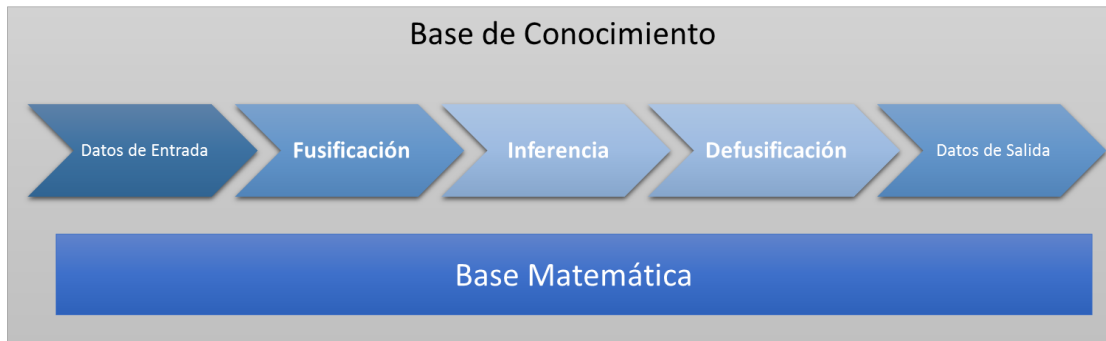 Base de Conocimiento
Datos de Entrada
Fusificación
Inferencia
Defusificación
Datos de Salida
Base Matemática